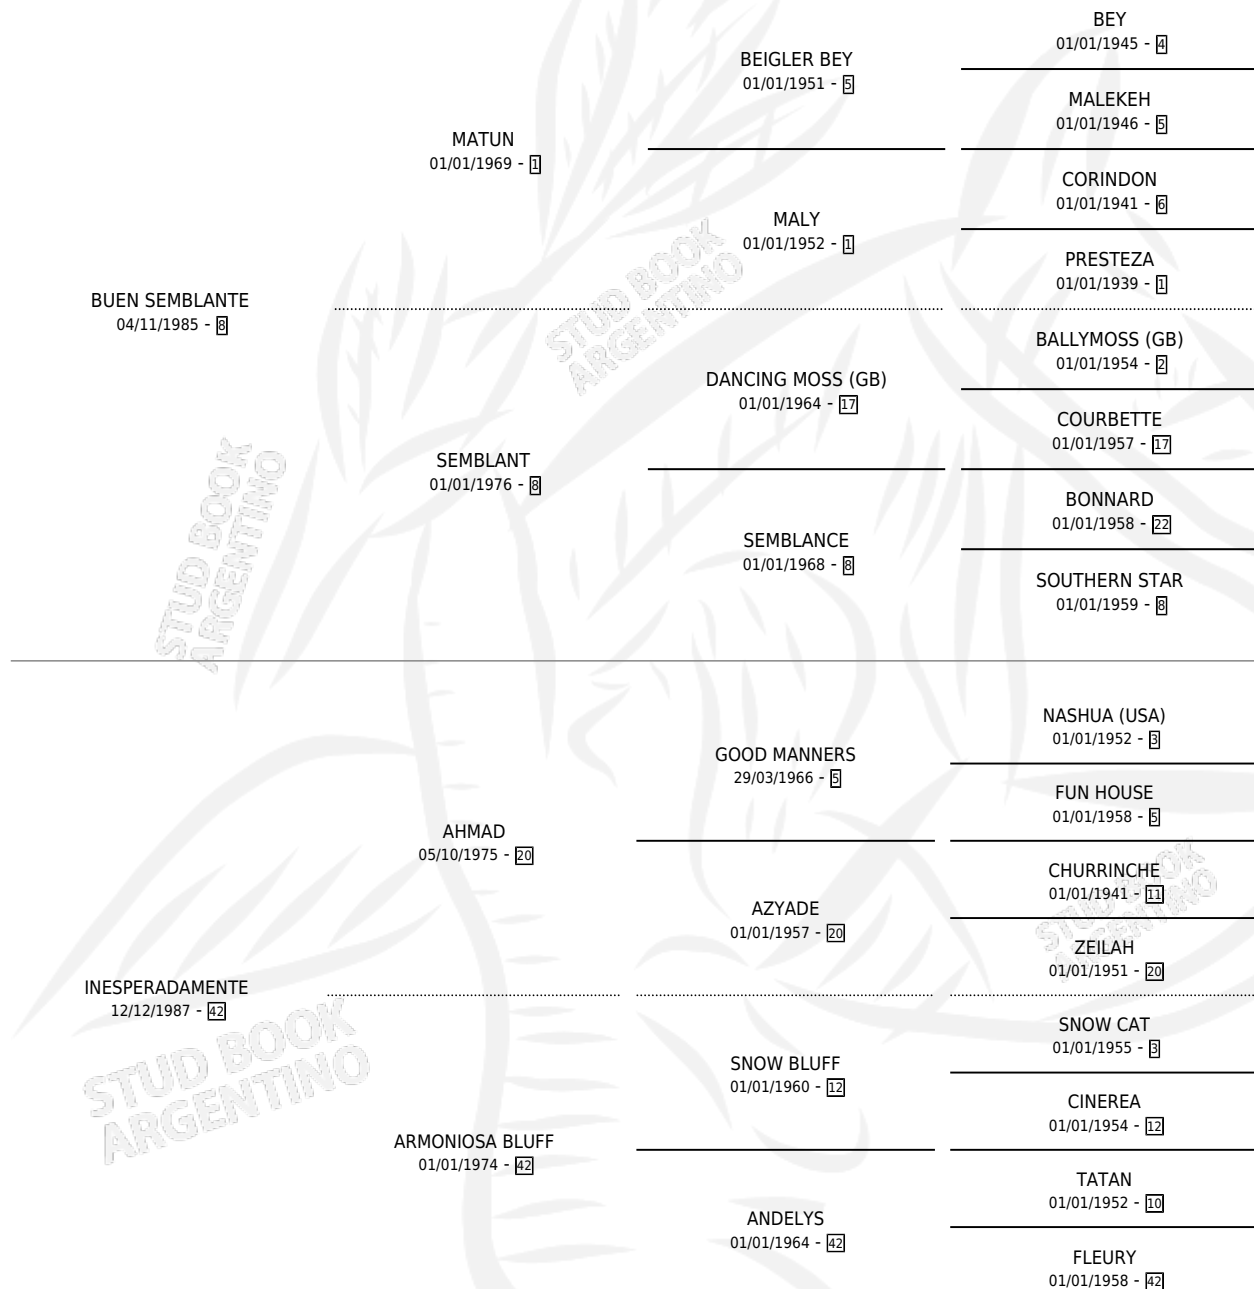 BUEN SEMBLANTE
04/11/1985 - 8
MATUN
01/01/1969 - 1
SEMBLANT
01/01/1976 - 8
BEIGLER BEY
01/01/1951 - 5
MALY
01/01/1952 - 1
DANCING MOSS (GB)
01/01/1964 - 17
SEMBLANCE
01/01/1968 - 8
BEY
01/01/1945 - 4
MALEKEH
01/01/1946 - 5
CORINDON
01/01/1941 - 6
PRESTEZA
01/01/1939 - 1
BALLYMOSS (GB)
01/01/1954 - 2
COURBETTE
01/01/1957 - 17
BONNARD
01/01/1958 - 22
SOUTHERN STAR
01/01/1959 - 8
STUD BOOK
ARGENTINO
STUD BOOK
ARGENTINO
INESPERADAMENTE
12/12/1987 - 42
AHMAD
05/10/1975 - 20
ARMONIOSA BLUFF
01/01/1974 - 42
GOOD MANNERS
29/03/1966 - 5
AZYADE
01/01/1957 - 20
SNOW BLUFF
01/01/1960 - 12
ANDELYS
01/01/1964 - 42
NASHUA (USA)
01/01/1952 - 3
FUN HOUSE
01/01/1958 - 5
CHURRINCHE
01/01/1941 - 11
ZEILAH
01/01/1951 - 20
SNOW CAT
01/01/1955 - 3
CINEREA
01/01/1954 - 12
TATAN
01/01/1952 - 10
FLEURY
01/01/1958 - 42
STUD BOOK
ARGENTINO
STUD BOOK
ARGENTINO